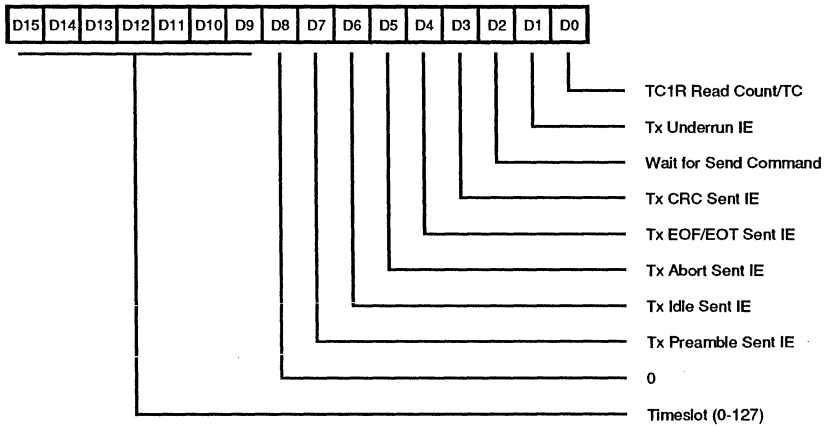 D15 D14 D13 D12 D11 D10 D9 D8 D7 D6 D5 D4 D3 D2 D1 D0
TC1R Read Count/TC
Tx Underrun IE
Wait for Send Command
Tx CRC Sent IE
Tx EOF/EOT Sent IE
Tx Abort Sent IE
Tx Idle Sent IE
Tx Preamble Sent IE
0
Timeslot (0-127)